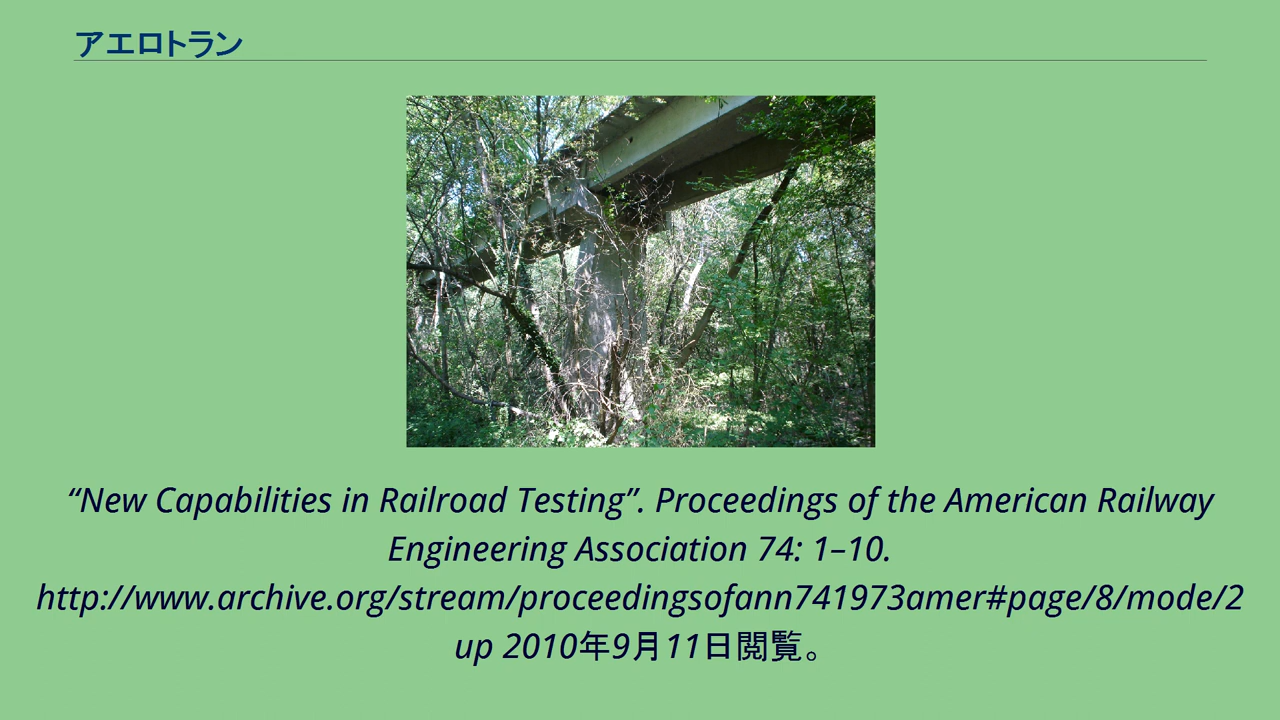 アエロトラン
“New Capabilities in Railroad Testing”. Proceedings of the American Railway
Engineering Association 74: 1–10.
http://www.archive.org/stream/proceedingsofann741973amer#page/8/mode/2
up 2010年9月11日閲覧。